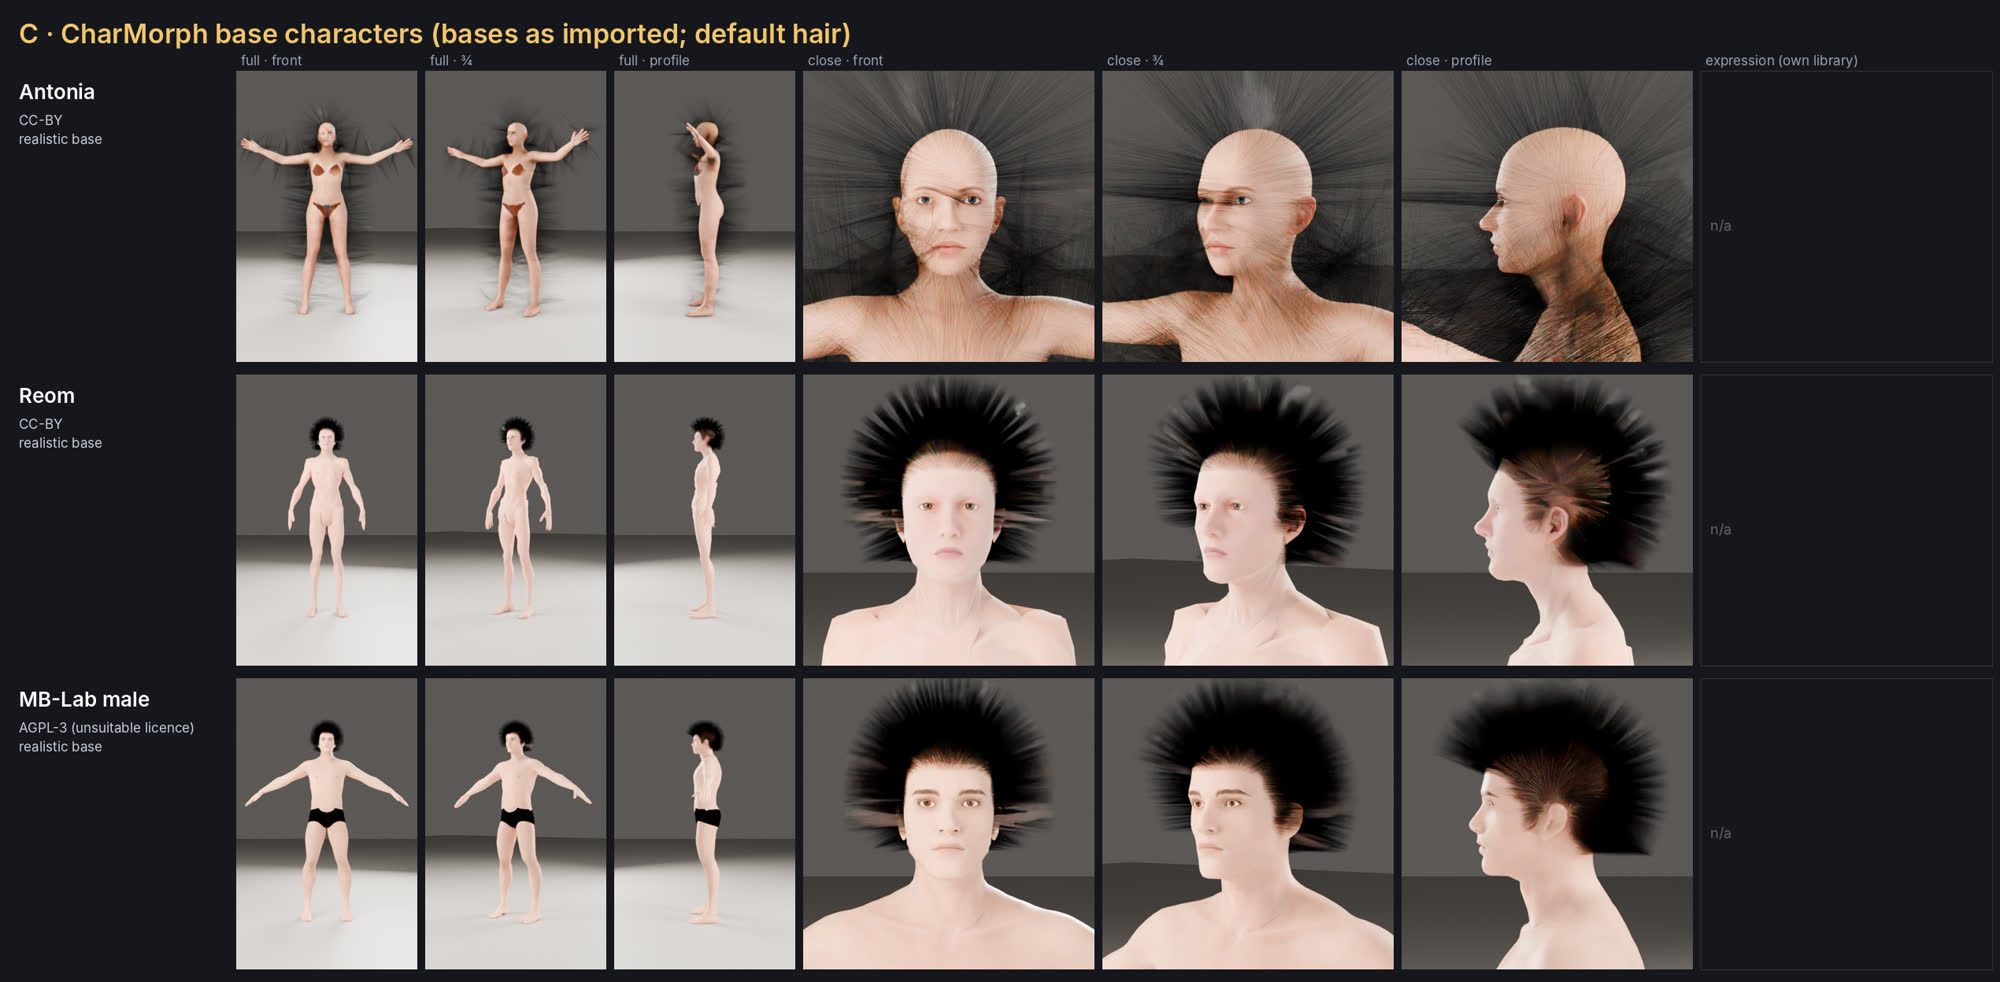 C · CharMorph base characters (bases as imported; default hair)
full · front
full · ¾
full · profile
close · front
close · ¾
close · profile
expression (own library)
Antonia
CC-BY
realistic base
n/a
Reom
CC-BY
realistic base
n/a
MB-Lab male
AGPL-3 (unsuitable licence)
realistic base
n/a